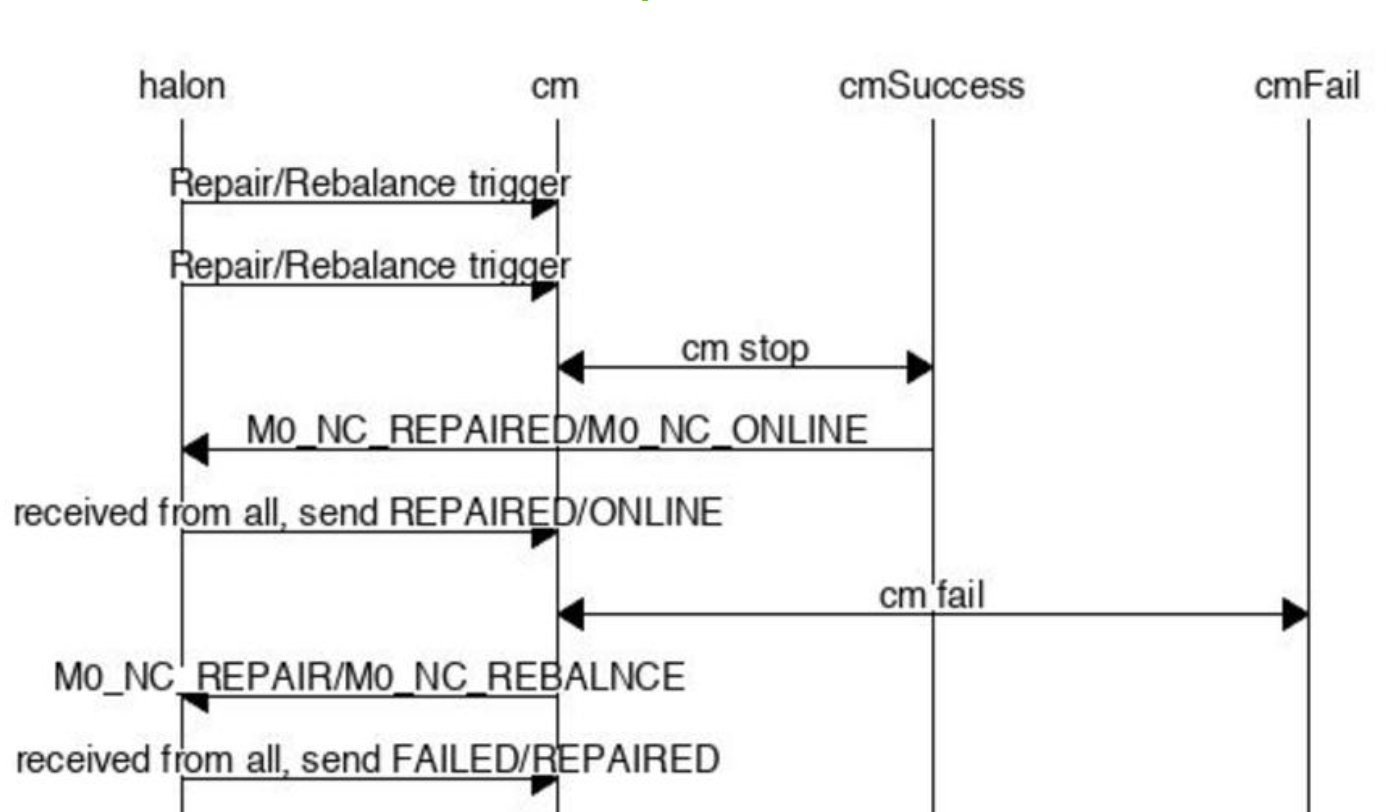 halon cm cmSuccess cmFail
Repair/Rebalance trigger
Repair/Rebalance trigger
cm stop
M0_NC_REPAIRED/M0_NC_ONLINE
received from all, send REPAIRED/ONLINE
cm fail
M0_NC_REPAIR/M0_NC_REBALNCE
received from all, send FAILED/REPAIRED